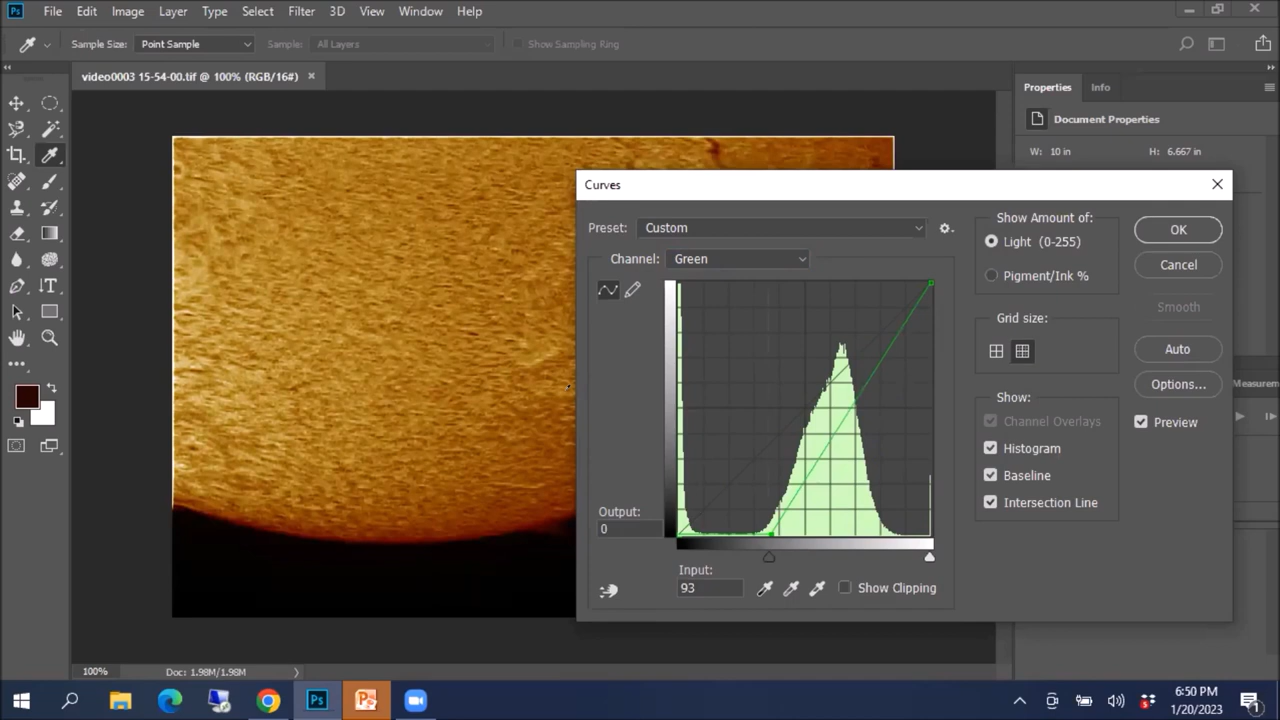 Ps File Edit Image Layer Type Select Filter 3D View Window Help
Sample Size: Point Sample Sample: All Layers Show Sampling Ring
video0003 15-54-00.tif @ 100% (RGB/16#)
Properties Info
Document Properties
W: 10 in H: 6.667 in
Curves
Preset: Custom
Channel: Green
Output:
0
Input:
93
Show Clipping
Show Amount of:
Light (0-255)
Pigment/Ink %
Grid size:
Show:
Channel Overlays
Histogram
Baseline
Intersection Line
OK
Cancel
Smooth
Auto
Options...
Preview
Measurem
100% Doc: 1.98M/1.98M
Ps
6:50 PM
1/20/2023
1